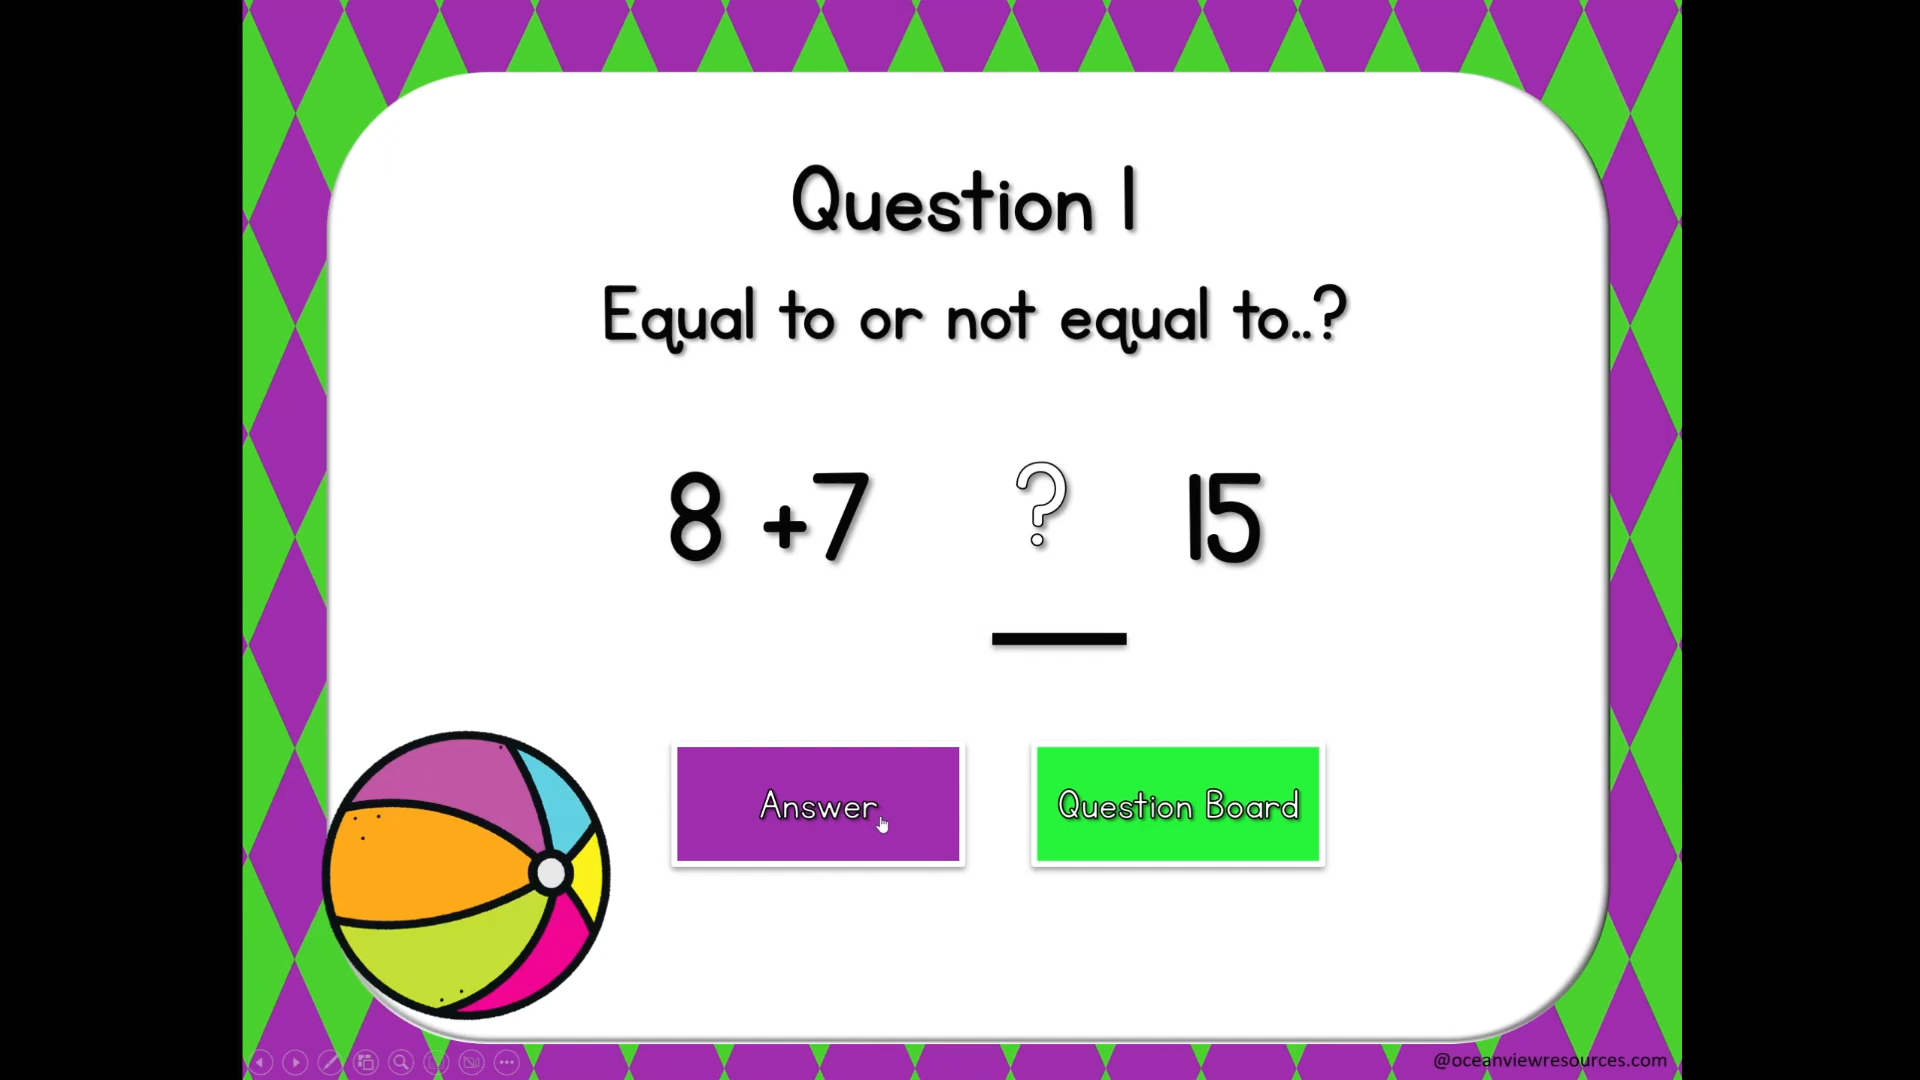 Question 1
Equal to or not equal to..?
8 +7 ? 15
Answer
Question Board
@oceanviewresources.com